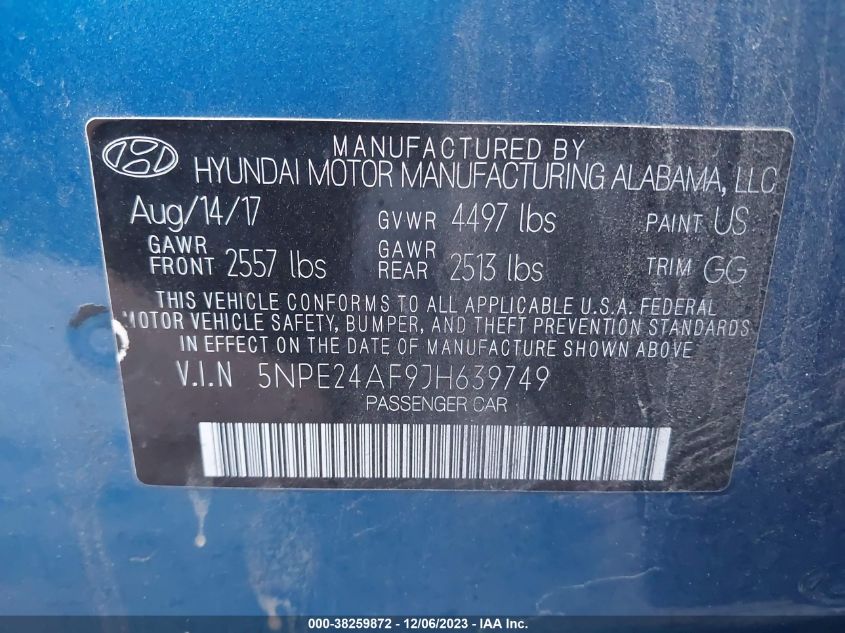 MANUFACTURED BY
HYUNDAI MOTOR MANUFACTURING ALABAMA, LLC
Aug/14/17 GVWR 4497 lbs PAINT US
GAWR FRONT 2557 lbs GAWR REAR 2513 lbs TRIM GG
THIS VEHICLE CONFORMS TO ALL APPLICABLE U.S.A. FEDERAL
MOTOR VEHICLE SAFETY, BUMPER, AND THEFT PREVENTION STANDARDS
IN EFFECT ON THE DATE OF MANUFACTURE SHOWN ABOVE.
V.I.N 5NPE24AF9JH639749
PASSENGER CAR
000-38259872 - 12/06/2023 - IAA Inc.